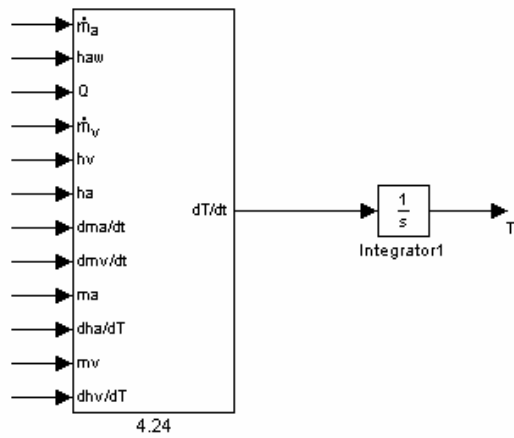 ṁa
haw
Q
ṁv
hv
ha
dma/dt
dmv/dt
ma
dha/dT
mv
dhv/dT
dT/dt
1
s
T
Integrator1
4.24